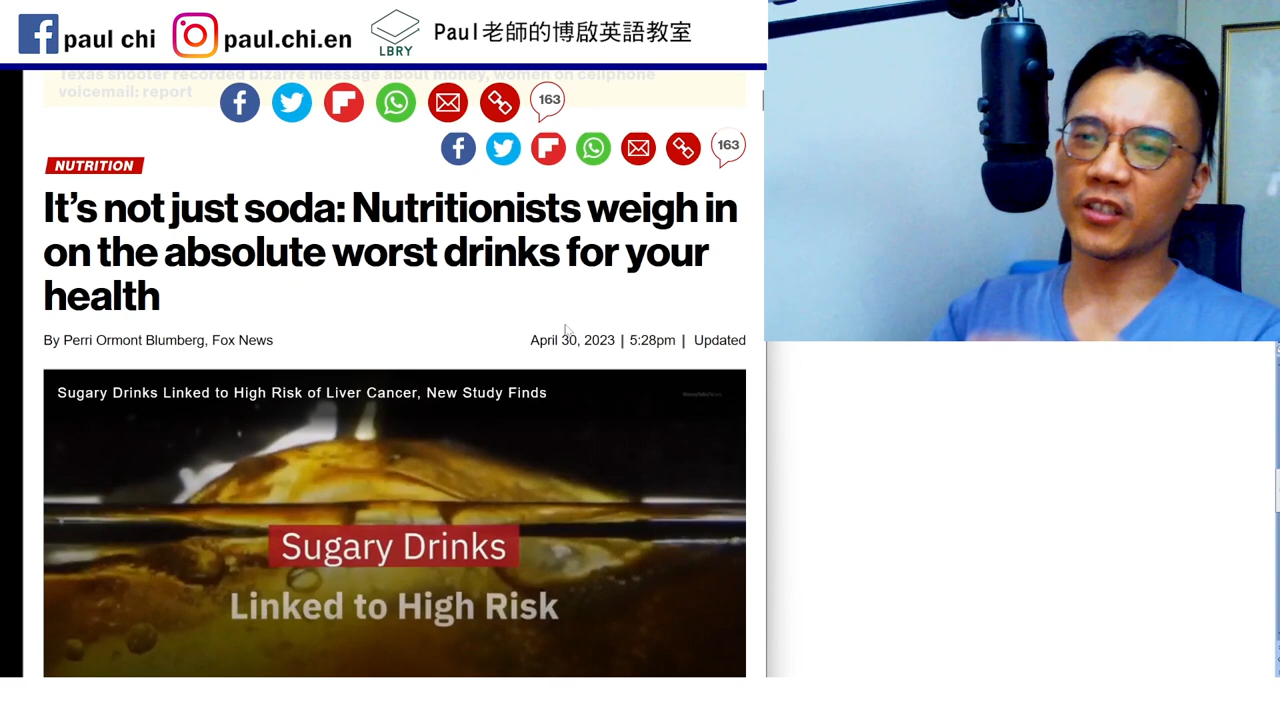 paul chi
paul.chi.en
LBRY
Paul老師的博啟英語教室
Texas shooter recorded bizarre message about money, women on cellphone
voicemail: report
163
163
NUTRITION
It's not just soda: Nutritionists weigh in
on the absolute worst drinks for your
health
By Perri Ormont Blumberg, Fox News
April 30, 2023 | 5:28pm | Updated
Sugary Drinks Linked to High Risk of Liver Cancer, New Study Finds
Sugary Drinks
Linked to High Risk